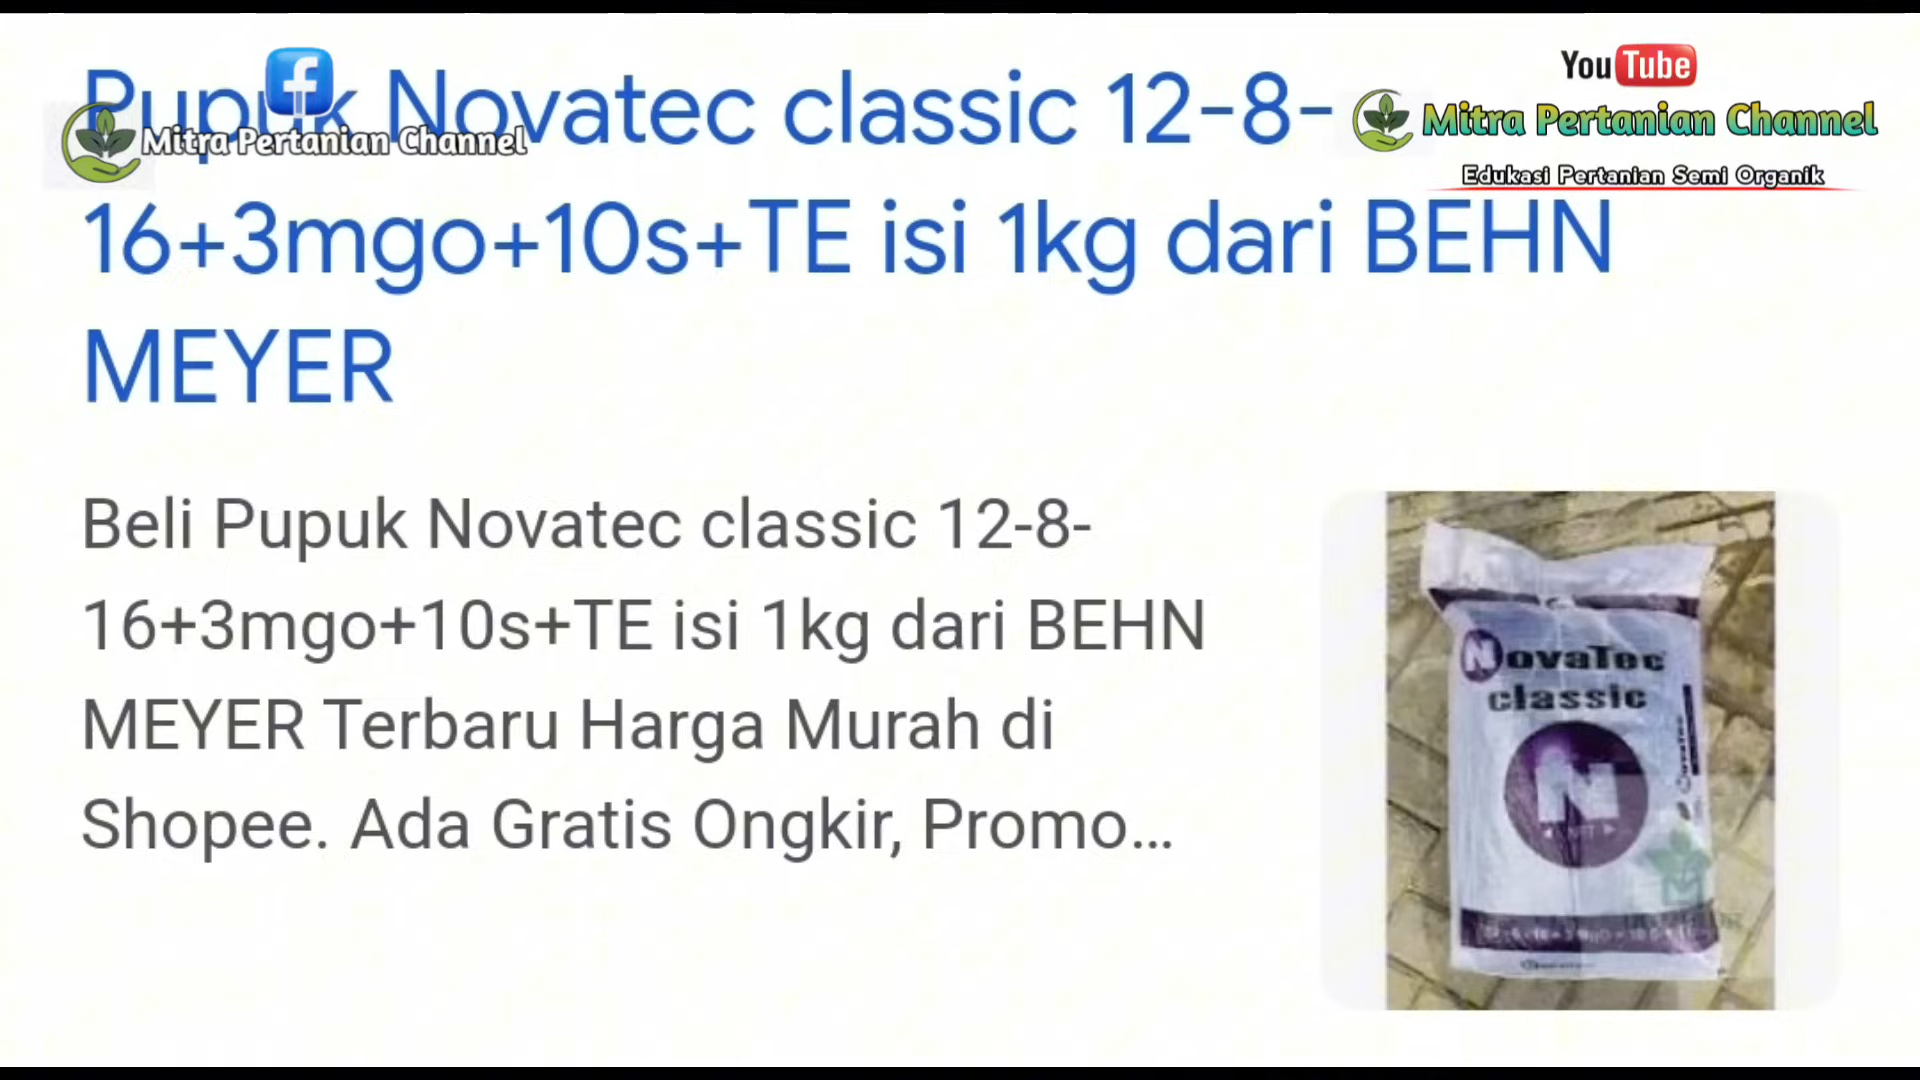 Pupuk Novatec classic 12-8-
16+3mgo+10s+TE isi 1kg dari BEHN
MEYER
Mitra Pertanian Channel
YouTube
Mitra Pertanian Channel
Edukasi Pertanian Semi Organik
Beli Pupuk Novatec classic 12-8-
16+3mgo+10s+TE isi 1kg dari BEHN
MEYER Terbaru Harga Murah di
Shopee. Ada Gratis Ongkir, Promo...
NovaTec
classic
N